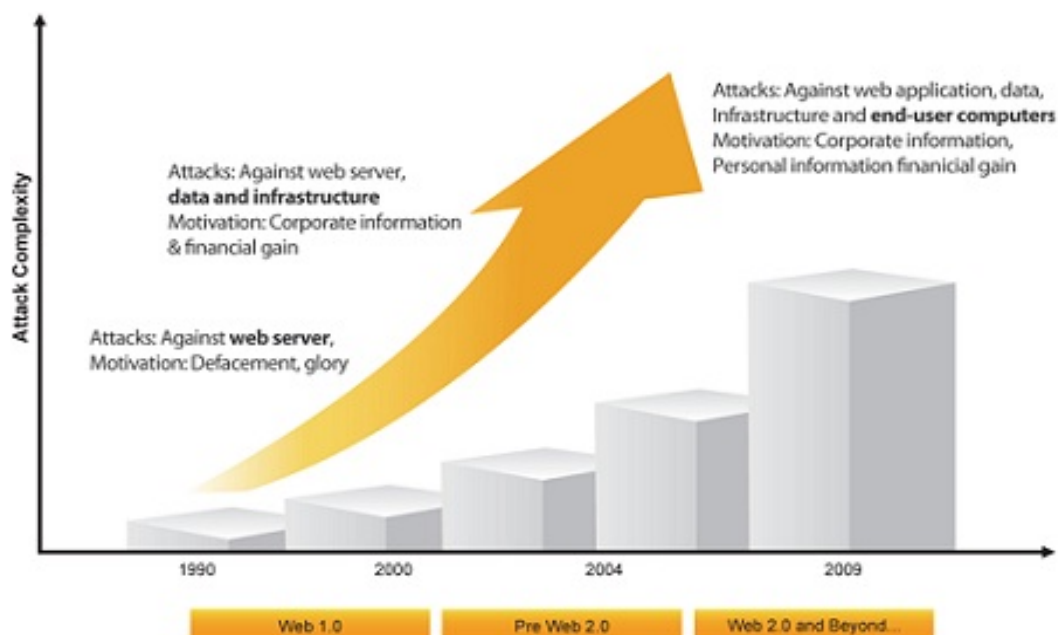 Attacks: Against web application, data,
Infrastructure and end-user computers
Motivation: Corporate information,
Personal information finanicial gain
Attacks: Against web server,
data and infrastructure
Motivation: Corporate information
& financial gain
Attacks: Against web server,
Motivation: Defacement, glory
Attack Complexity
1990
2000
2004
2009
Web 1.0
Pre Web 2.0
Web 2.0 and Beyond...